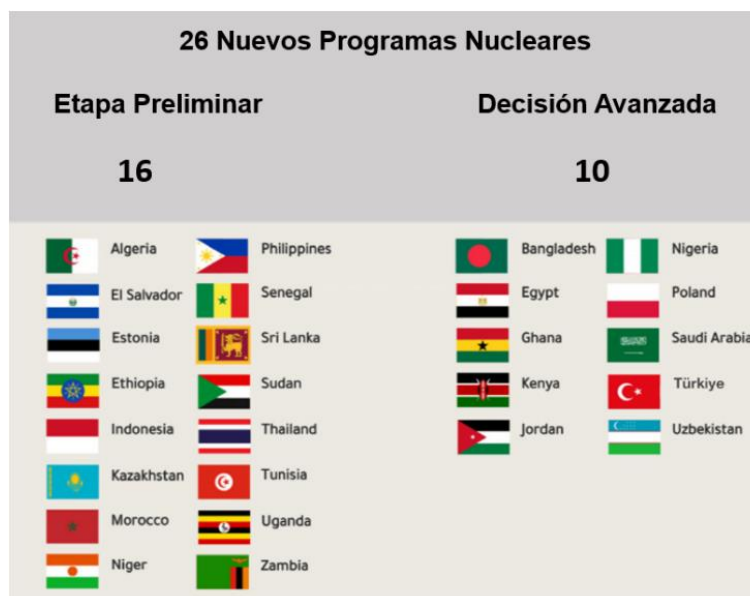 26 Nuevos Programas Nucleares
Etapa Preliminar
16
Algeria
El Salvador
Estonia
Ethiopia
Indonesia
Kazakhstan
Morocco
Niger
Philippines
Senegal
Sri Lanka
Sudan
Thailand
Tunisia
Uganda
Zambia
Decisión Avanzada
10
Bangladesh
Egypt
Ghana
Kenya
Jordan
Nigeria
Poland
Saudi Arabia
Türkiye
Uzbekistan